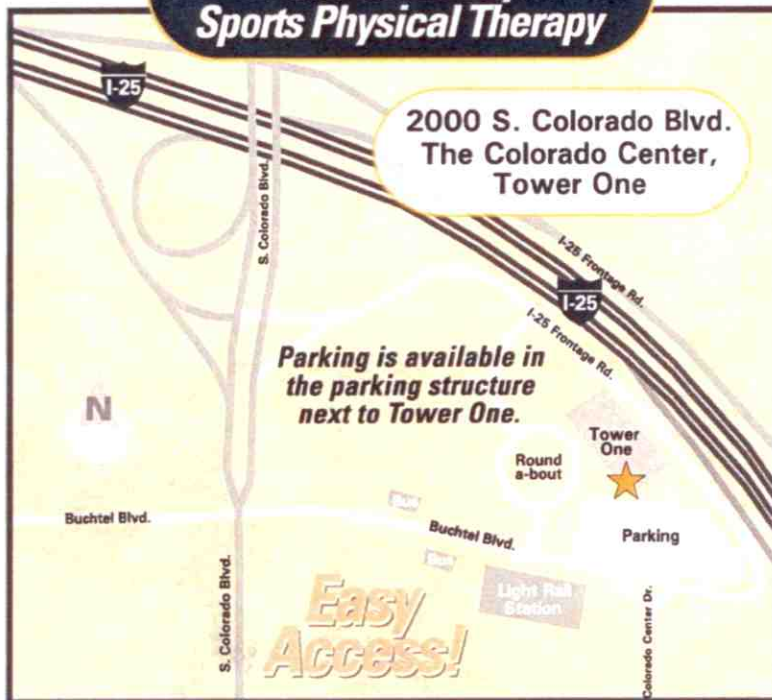 Sports Physical Therapy
I-25
2000 S. Colorado Blvd.
The Colorado Center,
Tower One
S. Colorado Blvd.
I-25 Frontage Rd.
I-25
I-25 Frontage Rd.
Parking is available in
the parking structure
next to Tower One.
N
Tower
One
Round
a-bout
Buchtel Blvd.
Bus
Buchtel Blvd.
Parking
Bus
Easy
Access!
Light Rail
Station
S. Colorado Blvd.
Colorado Center Dr.